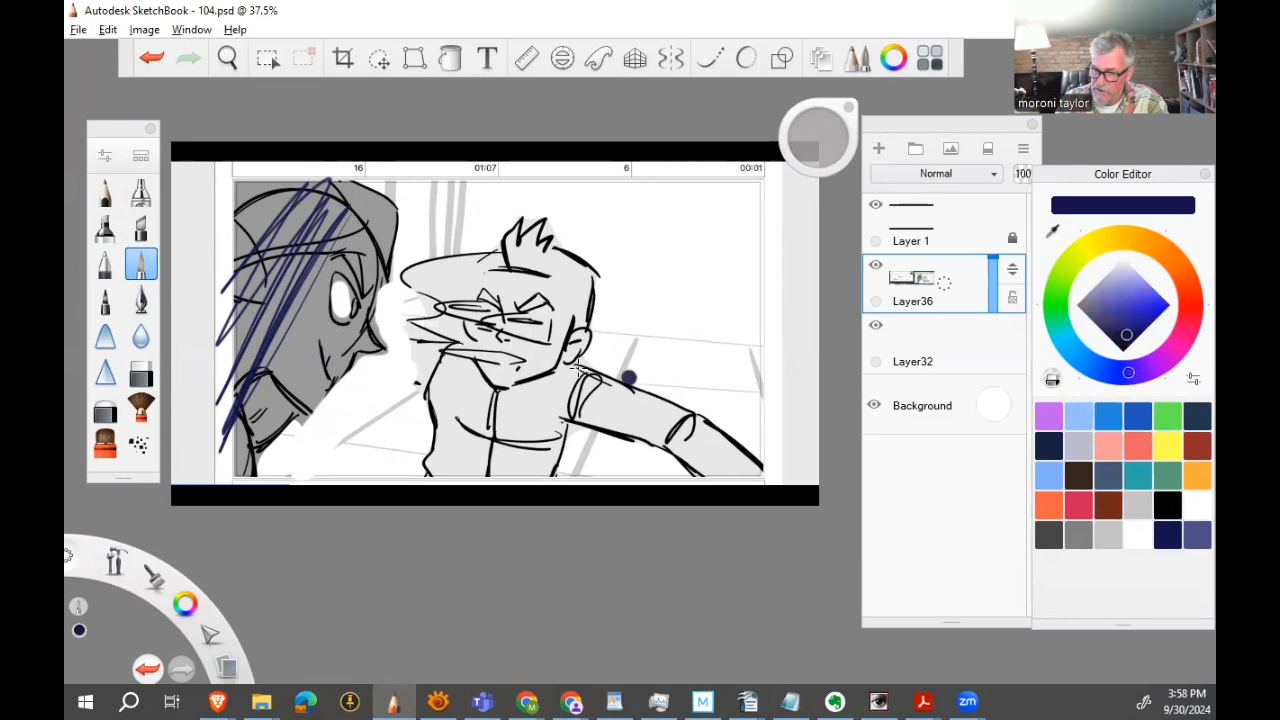 Autodesk SketchBook - 104.psd @ 37.5%
File Edit Image Window Help
T
moroni taylor
16 01:07 6 00:01
Normal 100
Color Editor
Layer 1
Layer36
Layer32
Background
3:58 PM
9/30/2024